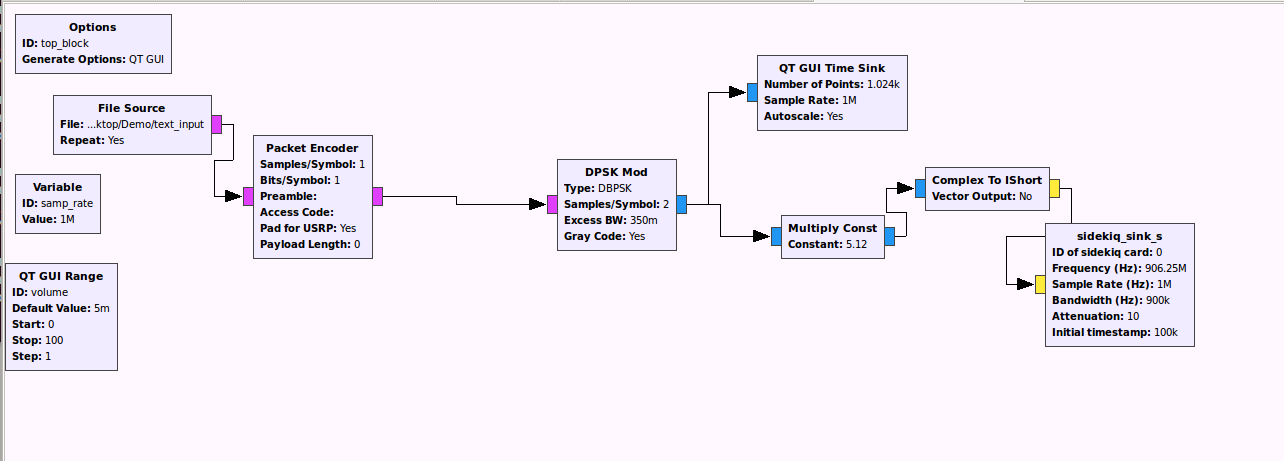 Options
ID: top_block
Generate Options: QT GUI
File Source
File: ...ktop/Demo/text_input
Repeat: Yes
Variable
ID: samp_rate
Value: 1M
QT GUI Range
ID: volume
Default Value: 5m
Start: 0
Stop: 100
Step: 1
Packet Encoder
Samples/Symbol: 1
Bits/Symbol: 1
Preamble:
Access Code:
Pad for USRP: Yes
Payload Length: 0
DPSK Mod
Type: DBPSK
Samples/Symbol: 2
Excess BW: 350m
Gray Code: Yes
QT GUI Time Sink
Number of Points: 1.024k
Sample Rate: 1M
Autoscale: Yes
Multiply Const
Constant: 5.12
Complex To IShort
Vector Output: No
sidekiq_sink_s
ID of sidekiq card: 0
Frequency (Hz): 906.25M
Sample Rate (Hz): 1M
Bandwidth (Hz): 900k
Attenuation: 10
Initial timestamp: 100k